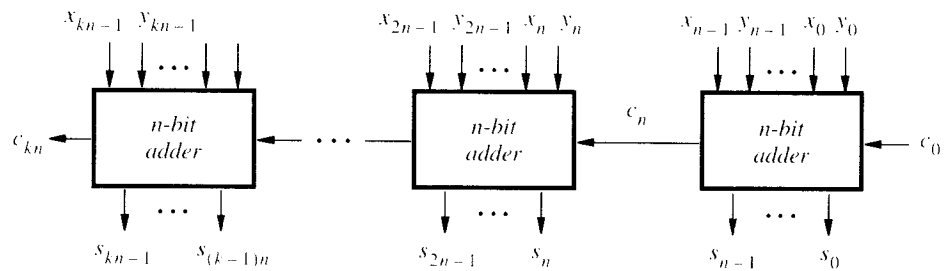 x_{kn-1} y_{kn-1} x_{2n-1} y_{2n-1} x_n y_n x_{n-1} y_{n-1} x_0 y_0
... ... ...
c_{kn} n-bit adder ... n-bit adder c_n n-bit adder c_0
... ... ...
s_{kn-1} s_{(k-1)n} s_{2n-1} s_n s_{n-1} s_0